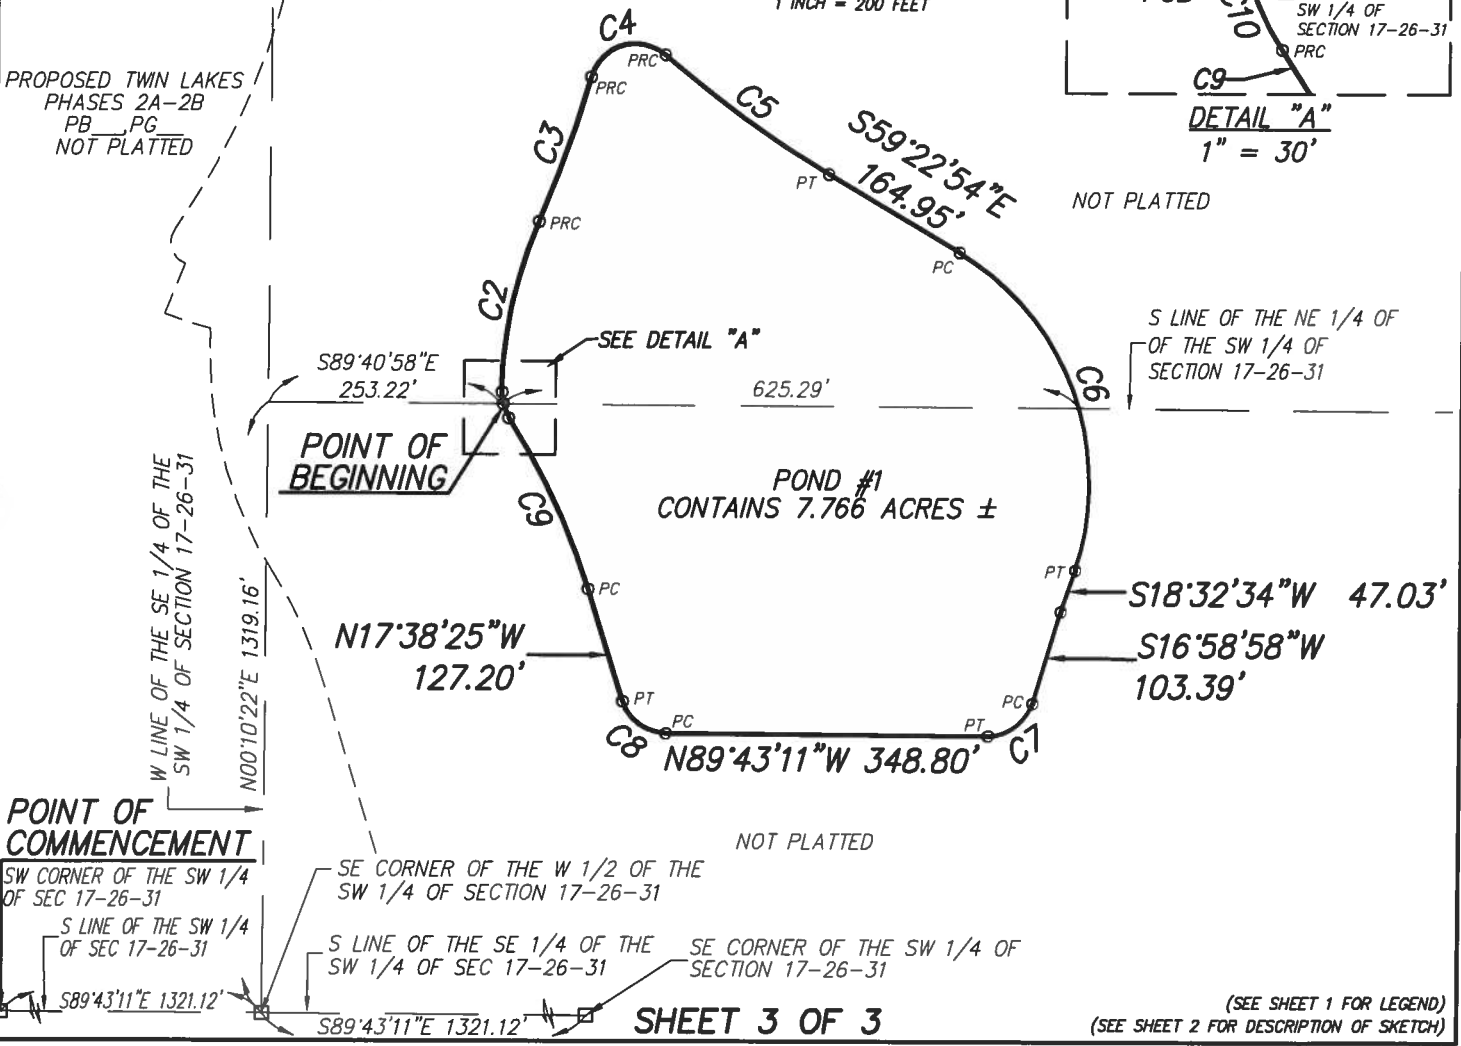 1 INCH = 200 FEET
SW 1/4 OF
SECTION 17-26-31
C10
PRC
C9
DETAIL "A"
1" = 30'
PROPOSED TWIN LAKES
PHASES 2A-2B
PB___,PG___
NOT PLATTED
C4
PRC
PRC
C3
C5
PT
S59°22'54"E
164.95'
NOT PLATTED
PRC
PC
C2
SEE DETAIL "A"
S LINE OF THE NE 1/4 OF
OF THE SW 1/4 OF
SECTION 17-26-31
S89°40'58"E
253.22'
625.29'
C6
POINT OF
BEGINNING
POND #1
CONTAINS 7.766 ACRES ±
C9
W LINE OF THE SE 1/4 OF THE
SW 1/4 OF SECTION 17-26-31
N00°10'22"E 1319.16'
PC
PT
S18°32'34"W 47.03'
N17°38'25"W
127.20'
S16°58'58"W
103.39'
PT
PC
PC
PT
C8
C7
N89°43'11"W 348.80'
POINT OF
COMMENCEMENT
SW CORNER OF THE SW 1/4
OF SEC 17-26-31
NOT PLATTED
SE CORNER OF THE W 1/2 OF THE
SW 1/4 OF SECTION 17-26-31
S LINE OF THE SW 1/4
OF SEC 17-26-31
S LINE OF THE SE 1/4 OF THE
SW 1/4 OF SEC 17-26-31
SE CORNER OF THE SW 1/4 OF
SECTION 17-26-31
S89°43'11"E 1321.12'
S89°43'11"E 1321.12'
SHEET 3 OF 3
(SEE SHEET 1 FOR LEGEND)
(SEE SHEET 2 FOR DESCRIPTION OF SKETCH)